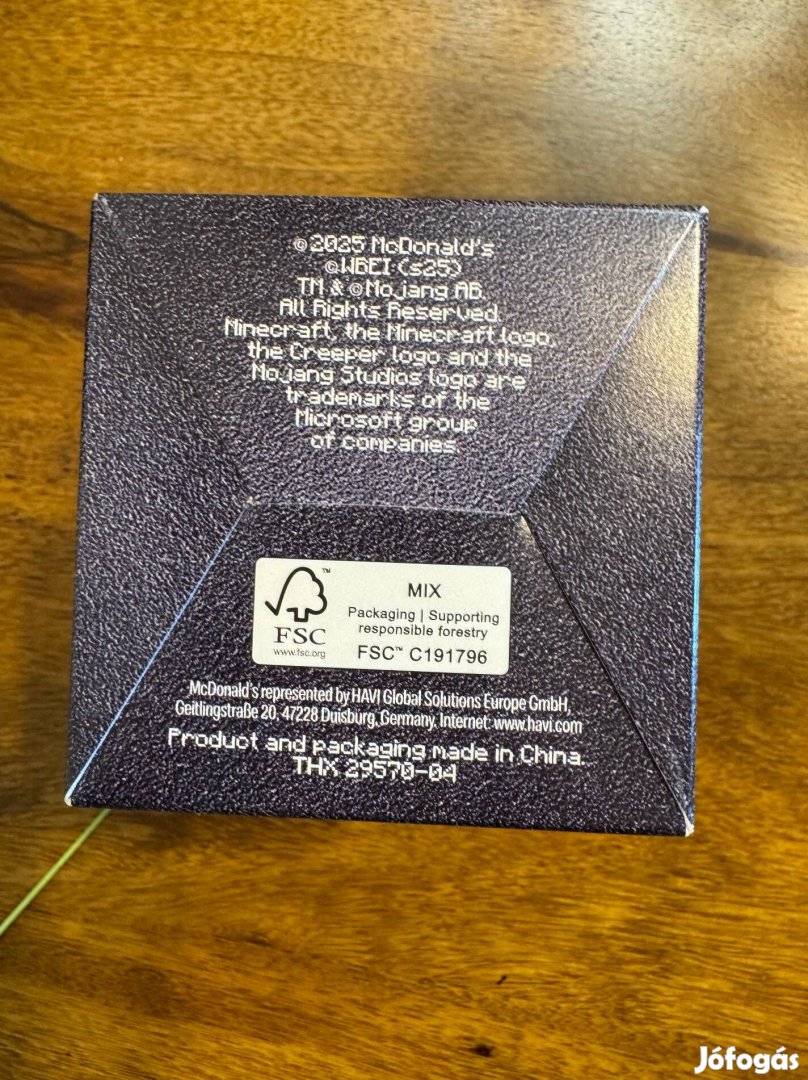 © 2025 McDonald's
©WBEI (s25)
TM & © Mojang AB.
All Rights Reserved.
Minecraft, the Minecraft logo,
the Creeper logo and the
Mojang Studios logo are
trademarks of the
Microsoft group
of companies.
FSC™
www.fsc.org
MIX
Packaging | Supporting
responsible forestry
FSC™ C191796
McDonald's represented by HAVI Global Solutions Europe GmbH,
Geitlingstraße 20, 47228 Duisburg, Germany, Internet: www.havi.com
Product and packaging made in China.
THX 29570-04
Jófogás